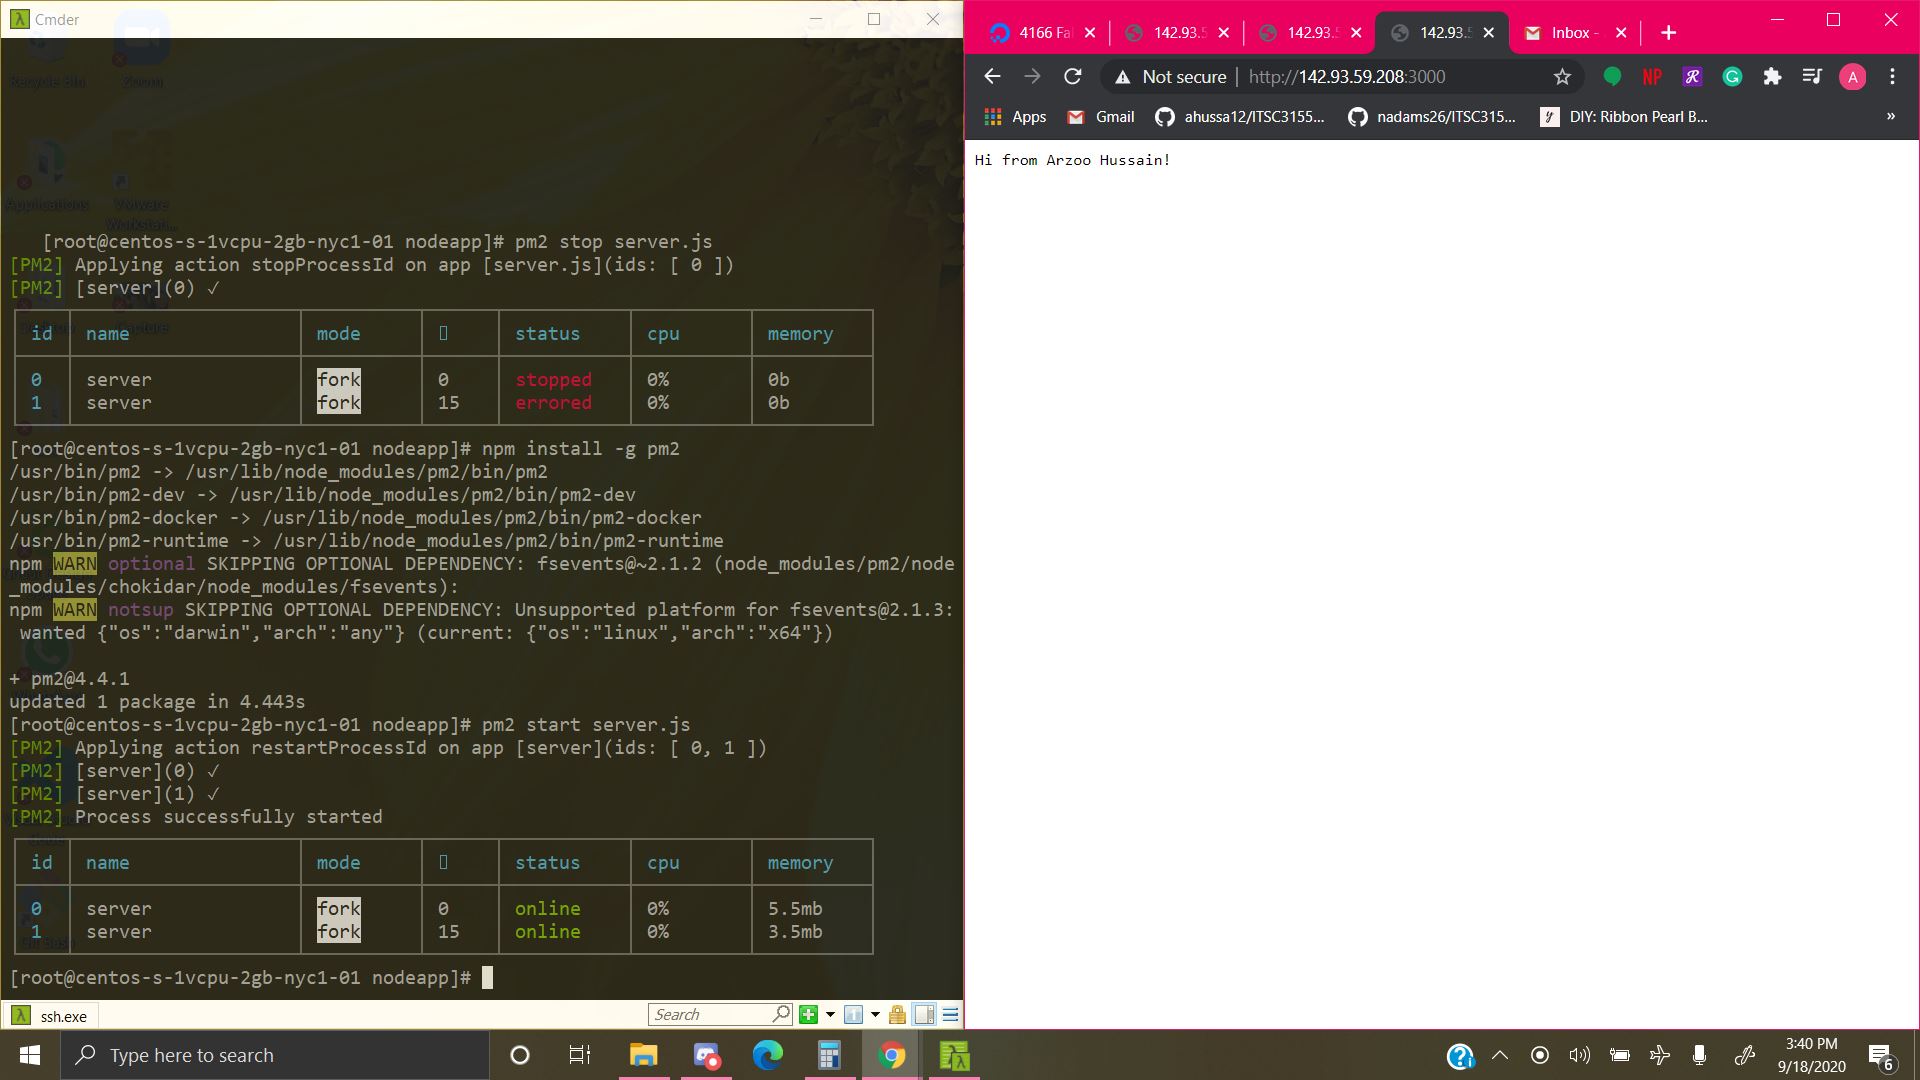 Cmder
Recycle Bin
Zoom
Applications
VMware
Workstati...
[root@centos-s-1vcpu-2gb-nyc1-01 nodeapp]# pm2 stop server.js
[PM2] Applying action stopProcessId on app [server.js](ids: [ 0 ])
[PM2] [server](0) ✓
id name mode status cpu memory
0 server fork 0 stopped 0% 0b
1 server fork 15 errored 0% 0b
[root@centos-s-1vcpu-2gb-nyc1-01 nodeapp]# npm install -g pm2
/usr/bin/pm2 -> /usr/lib/node_modules/pm2/bin/pm2
/usr/bin/pm2-dev -> /usr/lib/node_modules/pm2/bin/pm2-dev
/usr/bin/pm2-docker -> /usr/lib/node_modules/pm2/bin/pm2-docker
/usr/bin/pm2-runtime -> /usr/lib/node_modules/pm2/bin/pm2-runtime
npm WARN optional SKIPPING OPTIONAL DEPENDENCY: fsevents@~2.1.2 (node_modules/pm2/node
_modules/chokidar/node_modules/fsevents):
npm WARN notsup SKIPPING OPTIONAL DEPENDENCY: Unsupported platform for fsevents@2.1.3:
wanted {"os":"darwin","arch":"any"} (current: {"os":"linux","arch":"x64"})
+ pm2@4.4.1
updated 1 package in 4.443s
[root@centos-s-1vcpu-2gb-nyc1-01 nodeapp]# pm2 start server.js
[PM2] Applying action restartProcessId on app [server](ids: [ 0, 1 ])
[PM2] [server](0) ✓
[PM2] [server](1) ✓
[PM2] Process successfully started
id name mode status cpu memory
0 server fork 0 online 0% 5.5mb
1 server fork 15 online 0% 3.5mb
[root@centos-s-1vcpu-2gb-nyc1-01 nodeapp]#
ssh.exe
Search
4166 Fa
142.93.5
142.93.5
142.93.5
Inbox -
Not secure | http://142.93.59.208:3000
NP
A
Apps
Gmail
ahussa12/ITSC3155...
nadams26/ITSC315...
DIY: Ribbon Pearl B...
»
Hi from Arzoo Hussain!
Type here to search
3:40 PM
9/18/2020
6